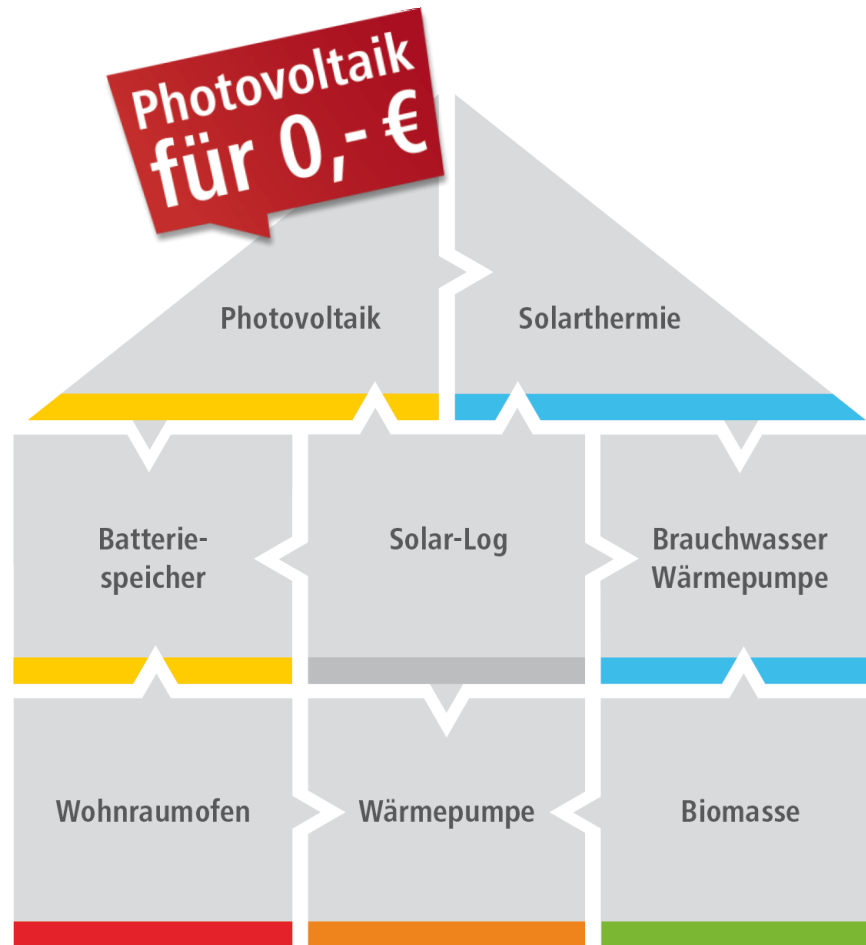 Photovoltaik
für 0,- €
Photovoltaik
Solarthermie
Batterie-
speicher
Solar-Log
Brauchwasser
Wärmepumpe
Wohnraumofen
Wärmepumpe
Biomasse